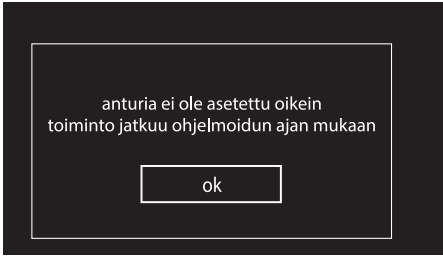 anturia ei ole asetettu oikein
toiminto jatkuu ohjelmoidun ajan mukaan
ok